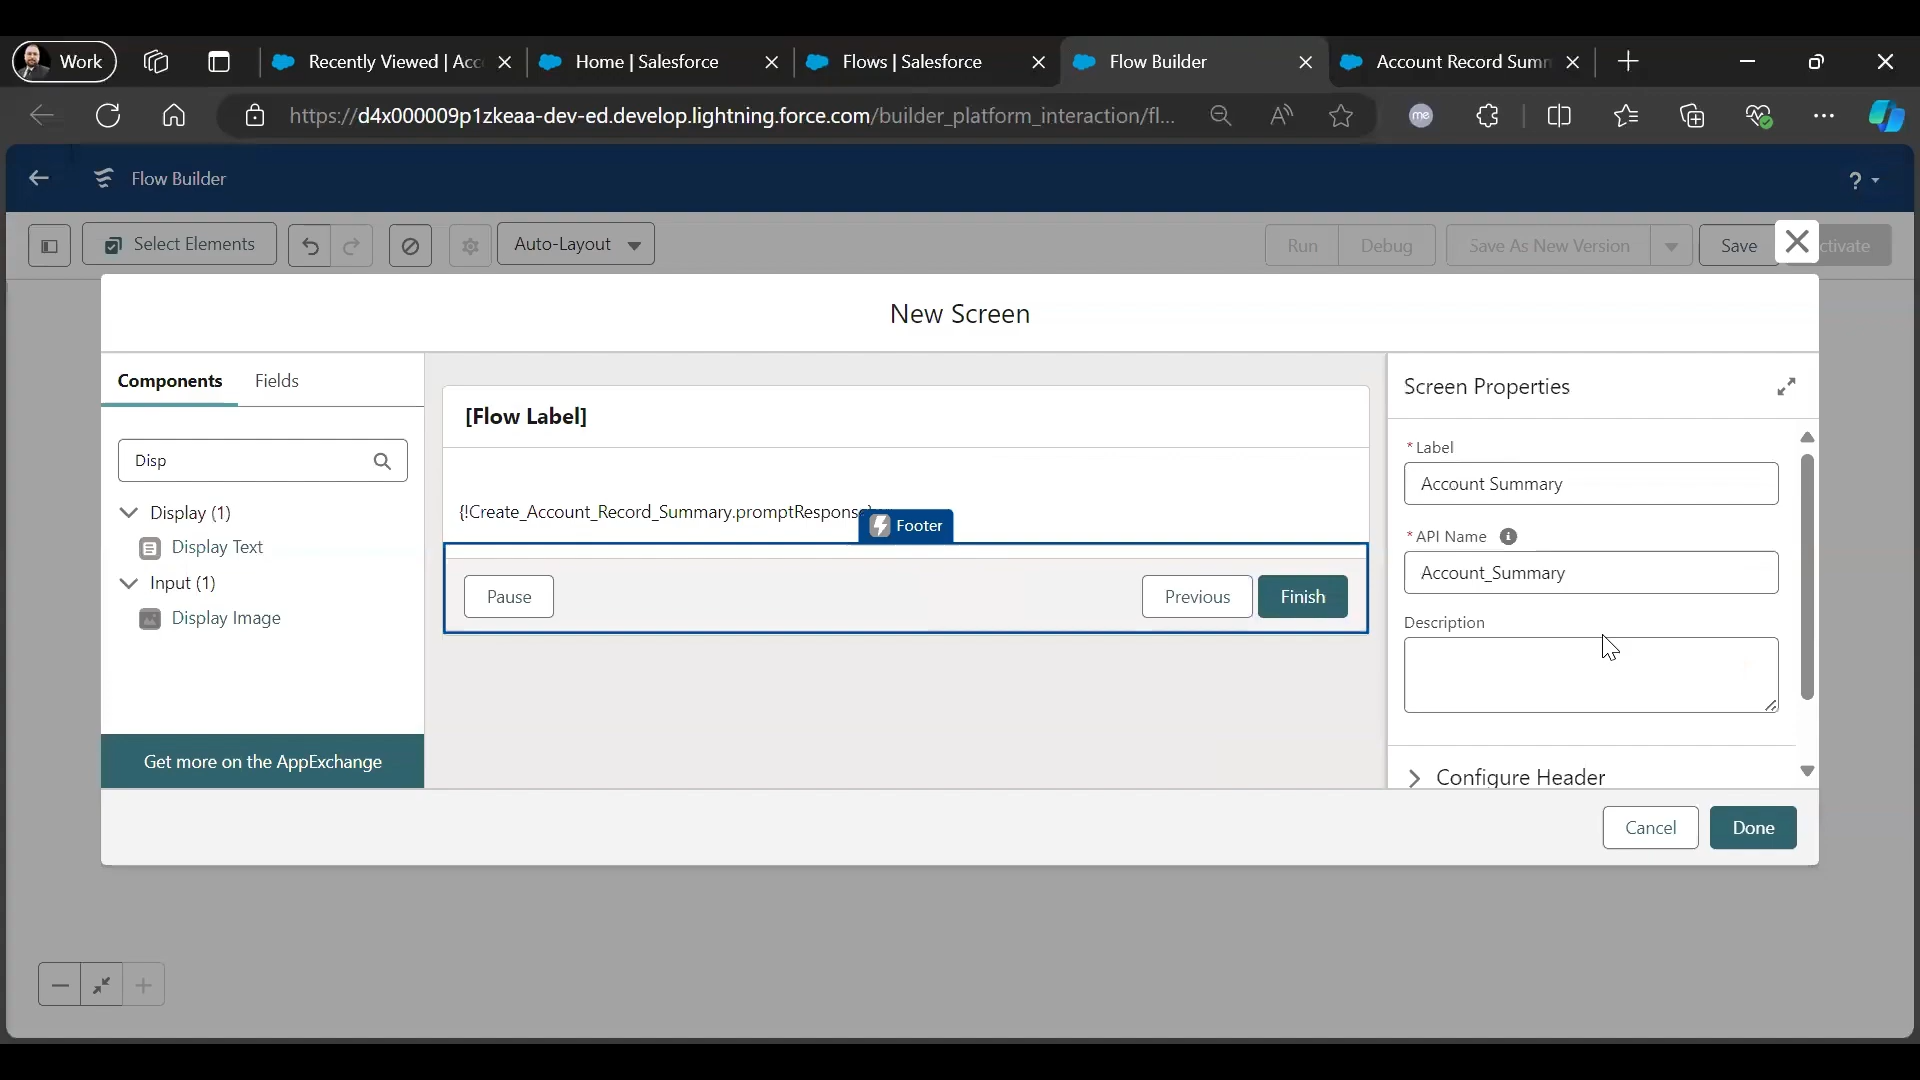 Work
Recently Viewed | Acc
Home | Salesforce
Flows | Salesforce
Flow Builder
Account Record Summ
https://d4x000009p1zkeaa-dev-ed.develop.lightning.force.com/builder_platform_interaction/fl...
me
Flow Builder
?
Select Elements
Auto-Layout
Run
Debug
Save As New Version
Save
ctivate
New Screen
Components
Fields
Disp
Display (1)
Display Text
Input (1)
Display Image
Get more on the AppExchange
[Flow Label]
{!Create_Account_Record_Summary.promptResponse
Footer
Pause
Previous
Finish
Screen Properties
*Label
Account Summary
*API Name
Account_Summary
Description
Configure Header
Cancel
Done